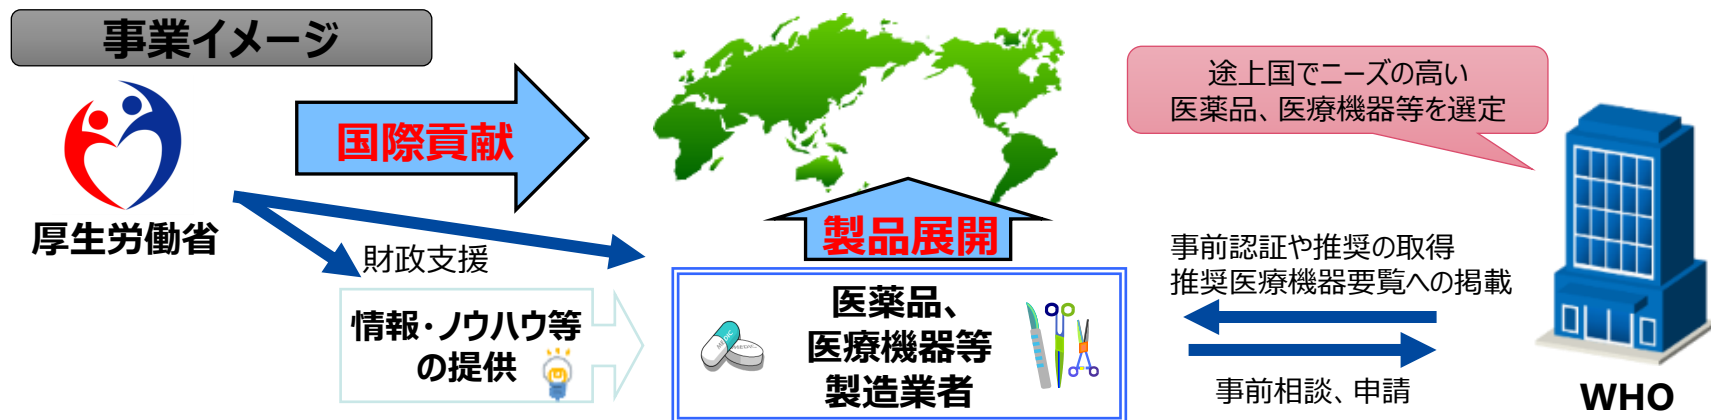 事業イメージ
厚生労働省
国際貢献
財政支援
情報・ノウハウ等
の提供
製品展開
医薬品、
医療機器等
製造業者
途上国でニーズの高い
医薬品、医療機器等を選定
事前認証や推奨の取得
推奨医療機器要覧への掲載
事前相談、申請
WHO